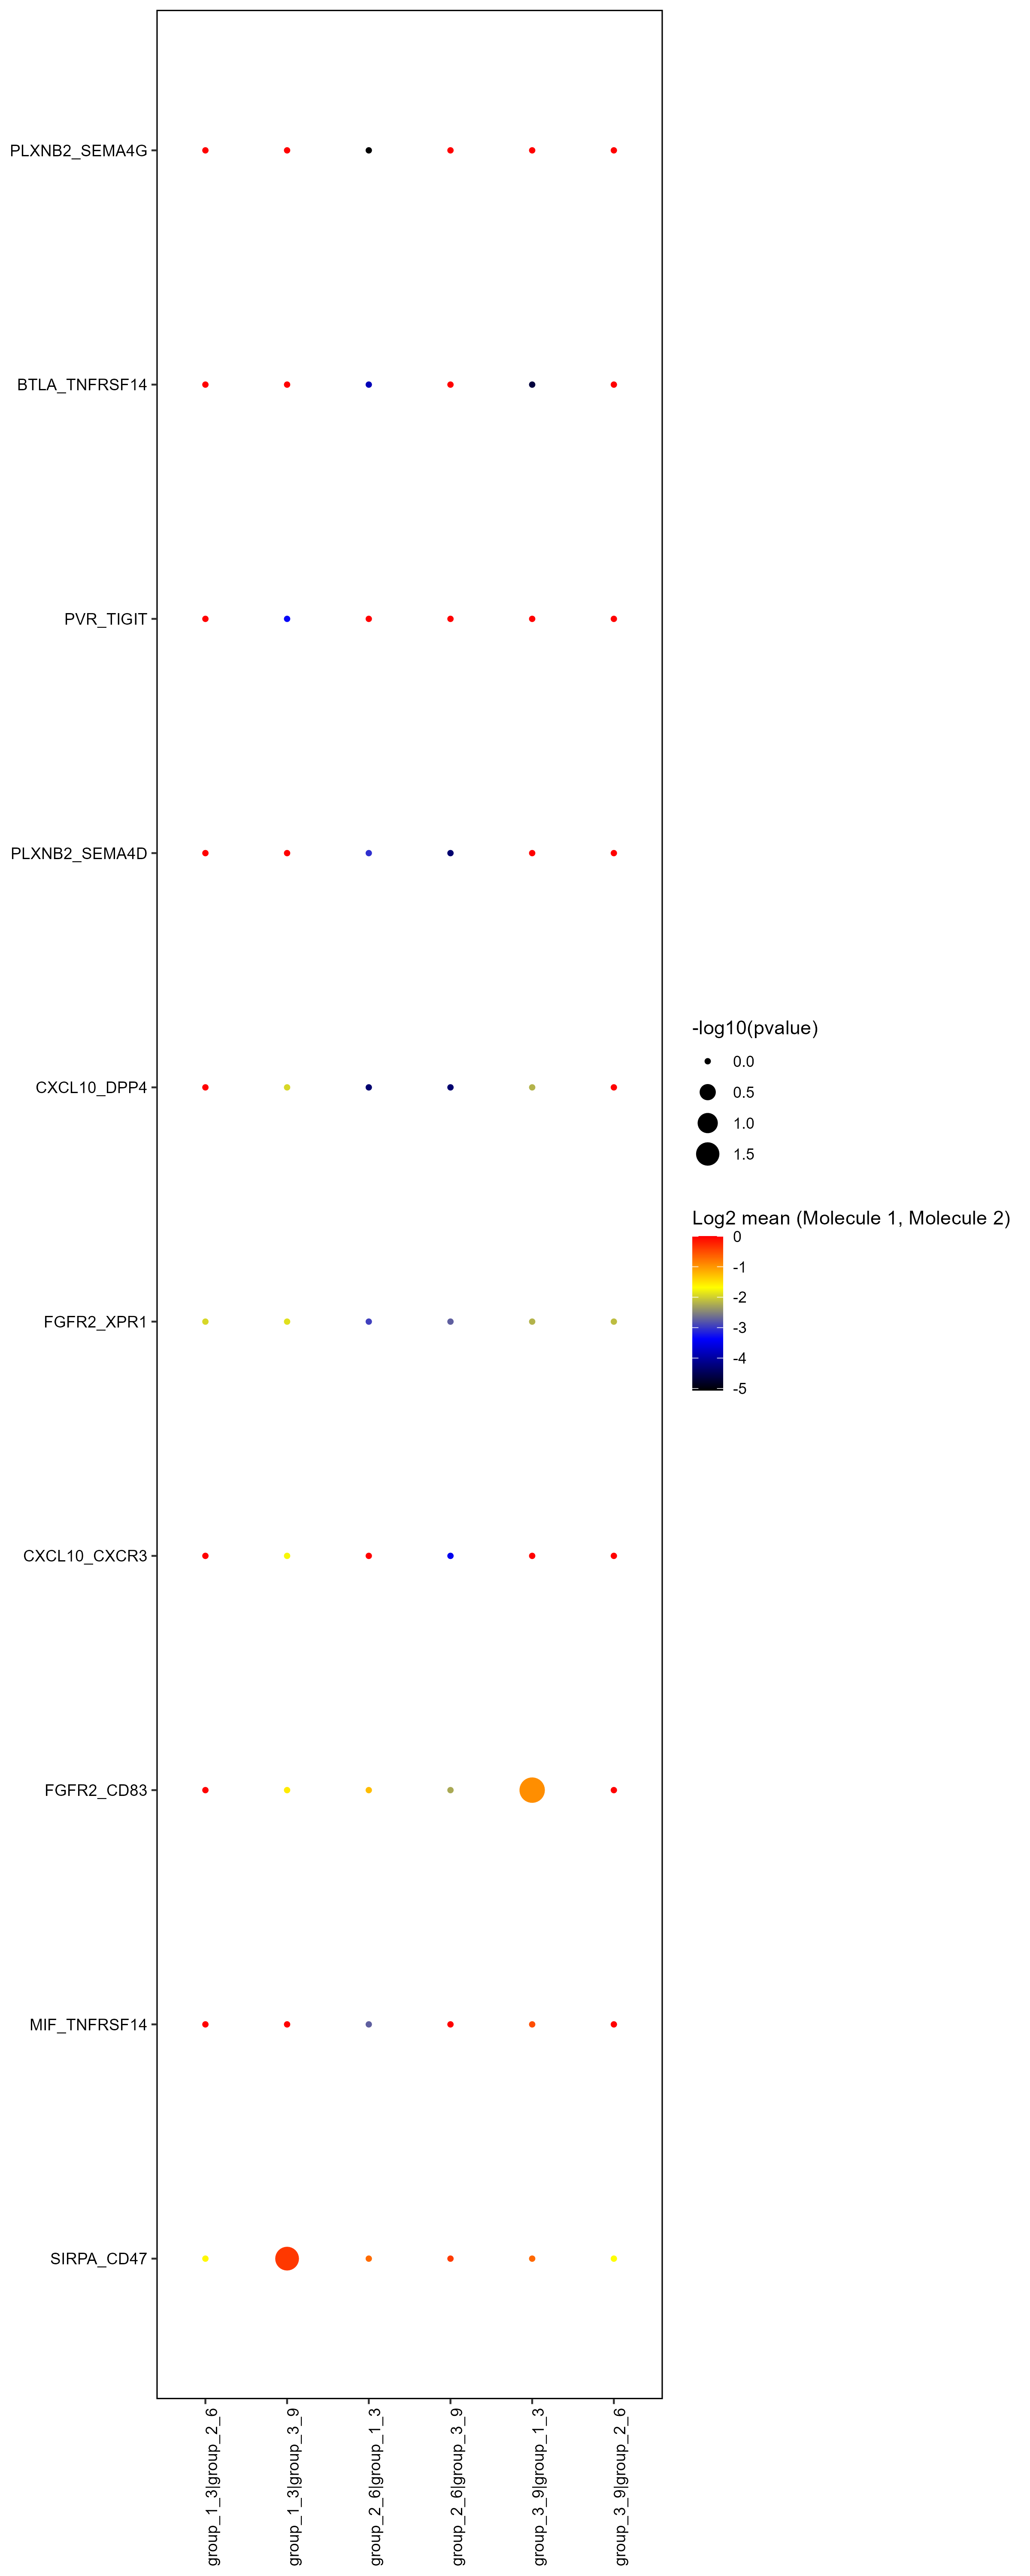 PLXNB2_SEMA4G
BTLA_TNFRSF14
PVR_TIGIT
PLXNB2_SEMA4D
CXCL10_DPP4
FGFR2_XPR1
CXCL10_CXCR3
FGFR2_CD83
MIF_TNFRSF14
SIRPA_CD47
group_1_3|group_2_6
group_1_3|group_3_9
group_2_6|group_1_3
group_2_6|group_3_9
group_3_9|group_1_3
group_3_9|group_2_6
-log10(pvalue)
0.0
0.5
1.0
1.5
Log2 mean (Molecule 1, Molecule 2)
0
-1
-2
-3
-4
-5